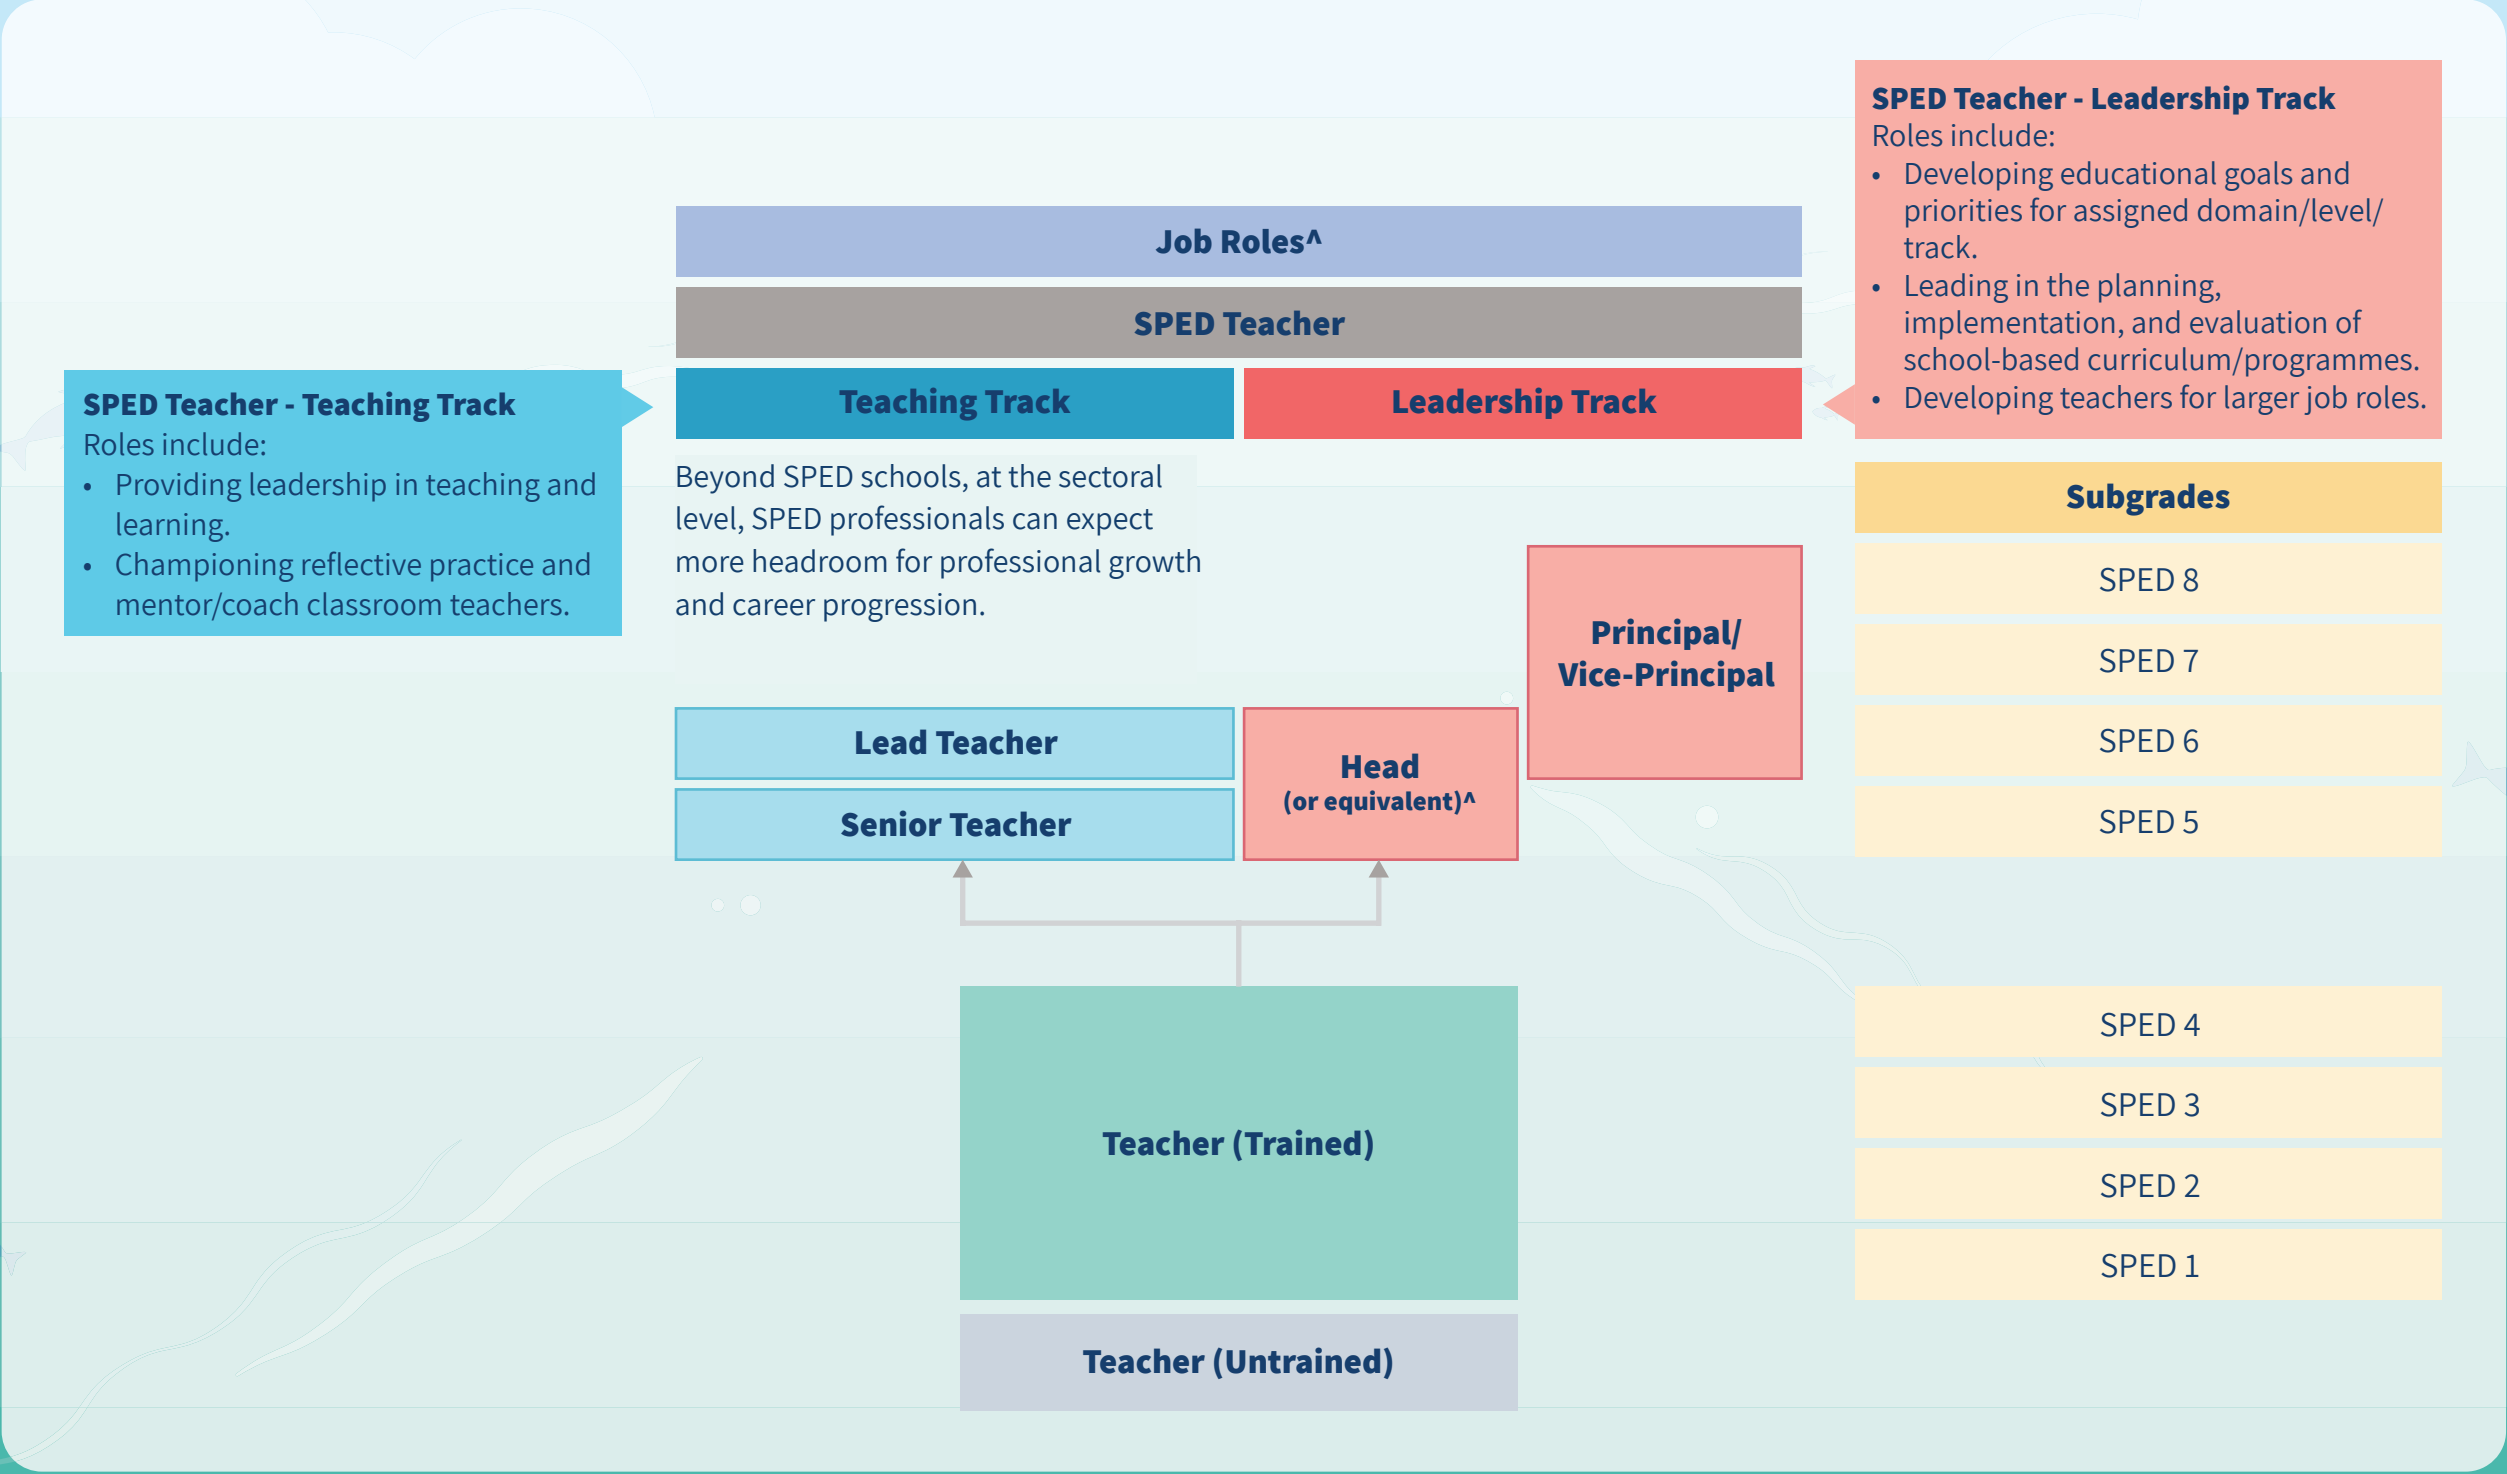 SPED Teacher - Leadership Track
Roles include:
• Developing educational goals and
priorities for assigned domain/level/
track.
• Leading in the planning,
implementation, and evaluation of
school-based curriculum/programmes.
• Developing teachers for larger job roles.
Job Roles^
SPED Teacher
Teaching Track
Leadership Track
SPED Teacher - Teaching Track
Roles include:
• Providing leadership in teaching and
learning.
• Championing reflective practice and
mentor/coach classroom teachers.
Beyond SPED schools, at the sectoral
level, SPED professionals can expect
more headroom for professional growth
and career progression.
Principal/
Vice-Principal
Lead Teacher
Senior Teacher
Head
(or equivalent)^
Teacher (Trained)
Teacher (Untrained)
Subgrades
SPED 8
SPED 7
SPED 6
SPED 5
SPED 4
SPED 3
SPED 2
SPED 1